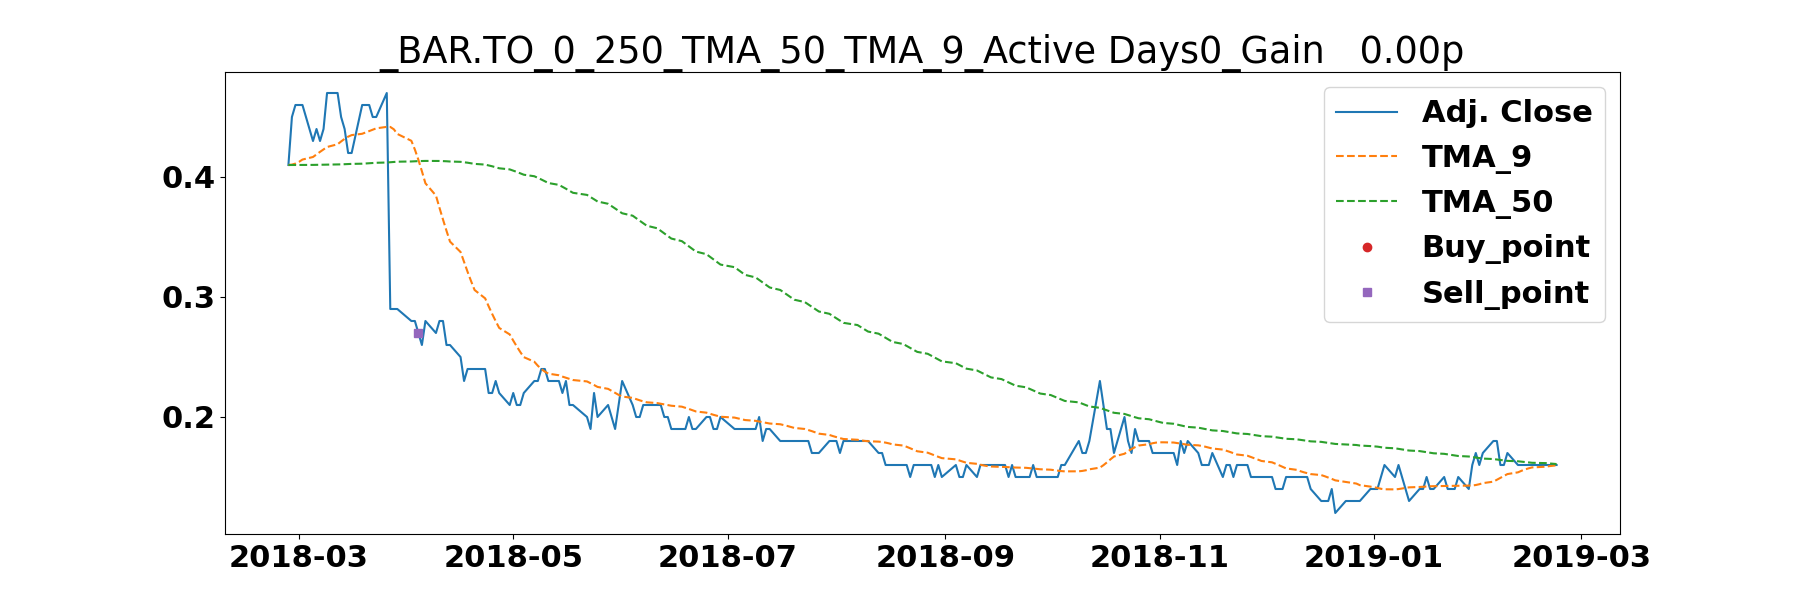 _BAR.TO_0_250_TMA_50_TMA_9_Active Days0_Gain   0.00p
Adj. Close
TMA_9
TMA_50
Buy_point
Sell_point
0.4
0.3
0.2
2018-03 2018-05 2018-07 2018-09 2018-11 2019-01 2019-03